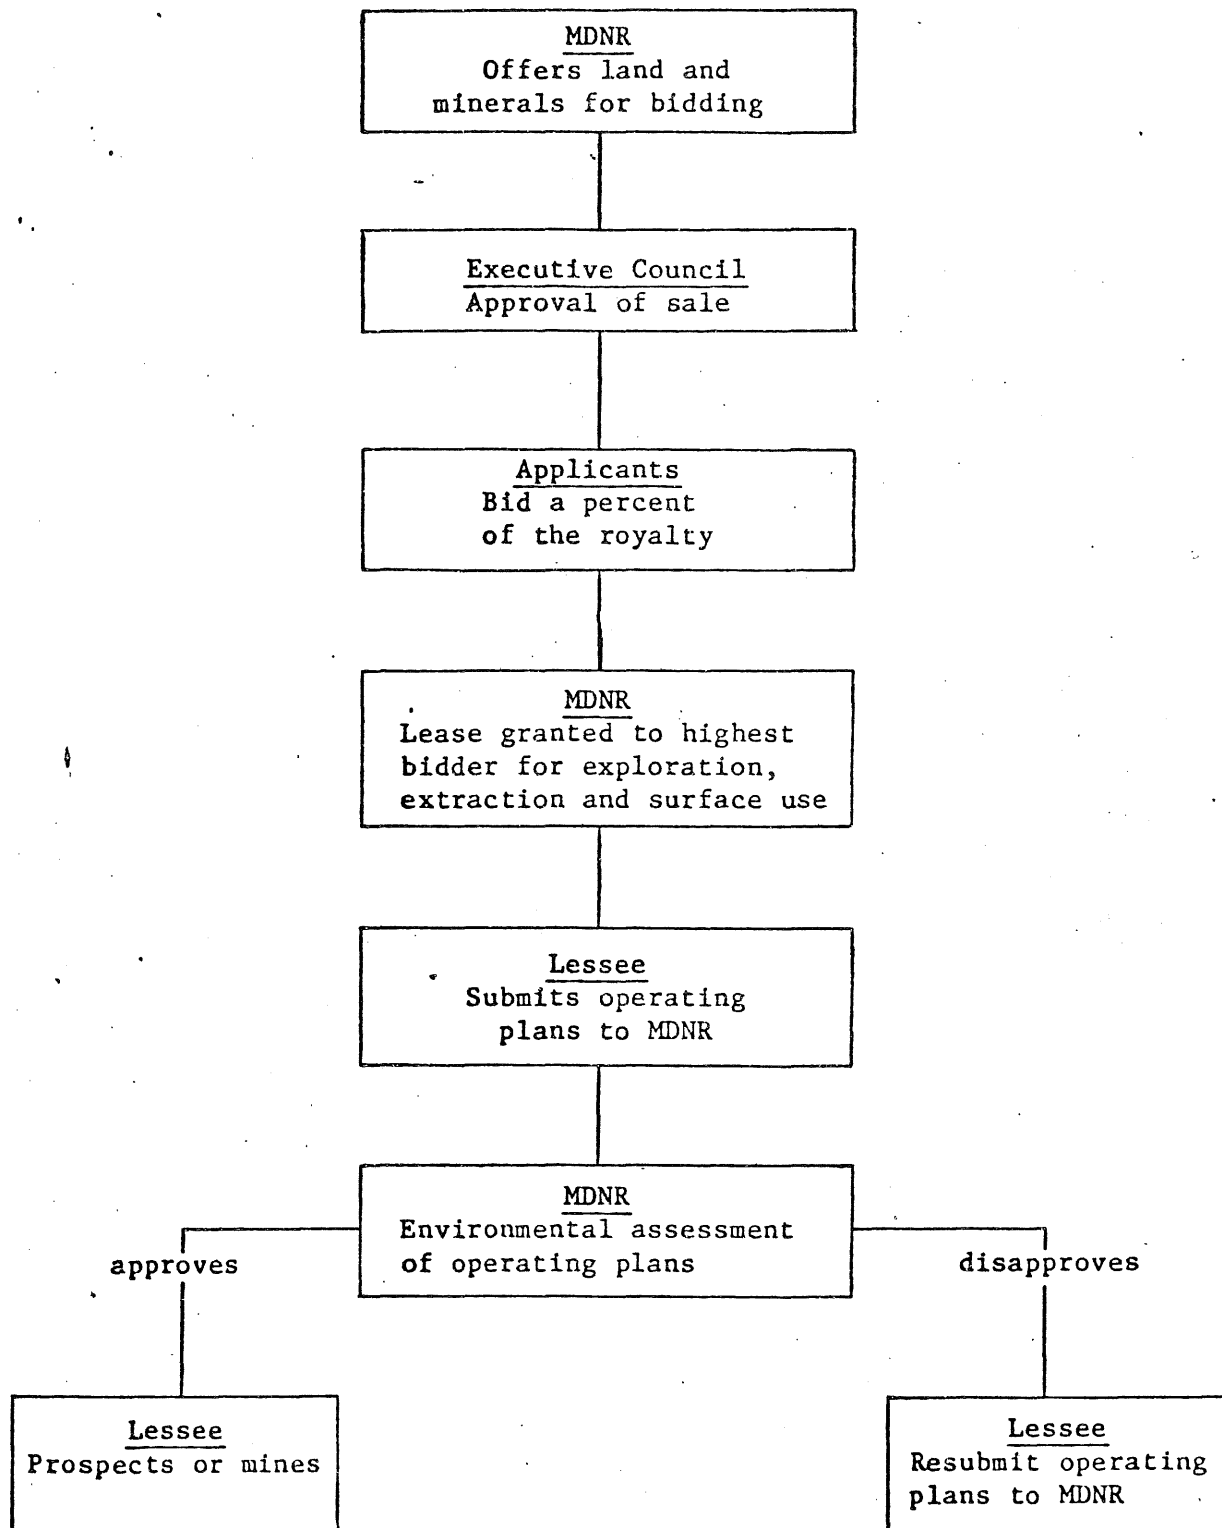 MDNR
Offers land and
minerals for bidding
Executive Council
Approval of sale
Applicants
Bid a percent
of the royalty
MDNR
Lease granted to highest
bidder for exploration,
extraction and surface use
Lessee
Submits operating
plans to MDNR
MDNR
Environmental assessment
of operating plans
approves
disapproves
Lessee
Prospects or mines
Lessee
Resubmit operating
plans to MDNR